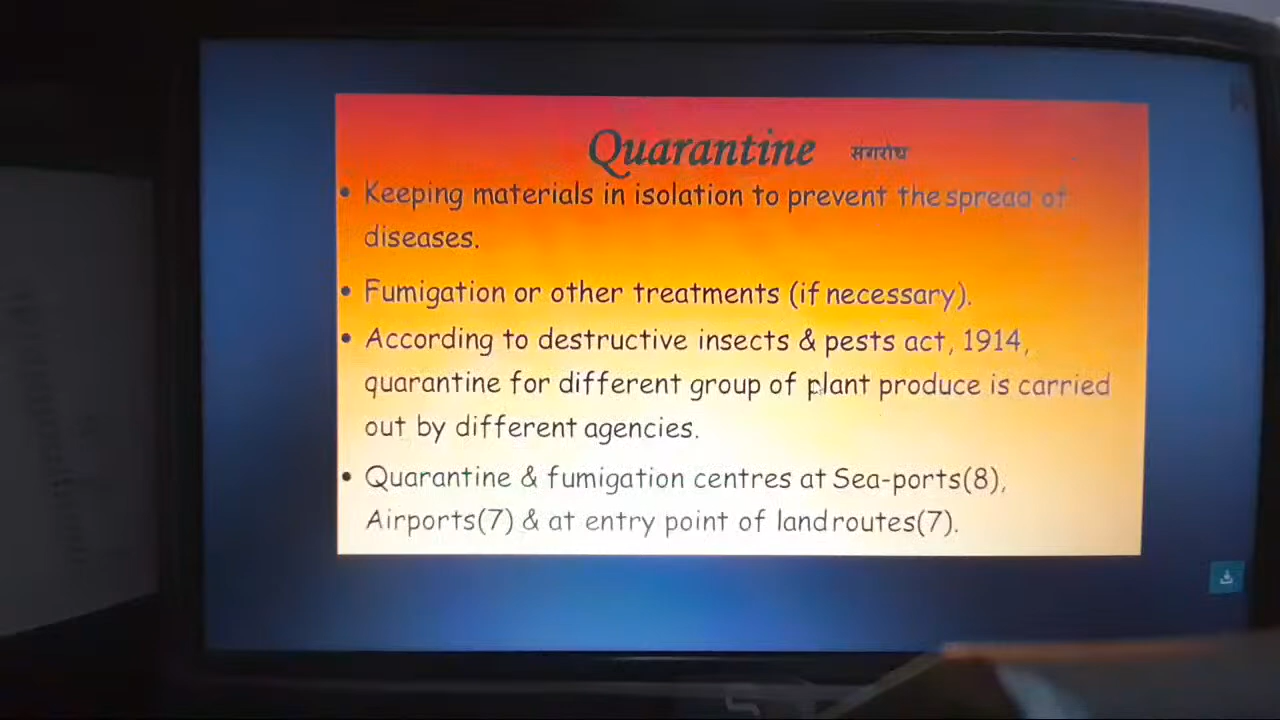 Quarantine संगरोध
• Keeping materials in isolation to prevent the spread of
diseases.
• Fumigation or other treatments (if necessary).
• According to destructive insects & pests act, 1914,
quarantine for different group of plant produce is carried
out by different agencies.
• Quarantine & fumigation centres at Sea-ports(8),
Airports(7) & at entry point of land routes(7).